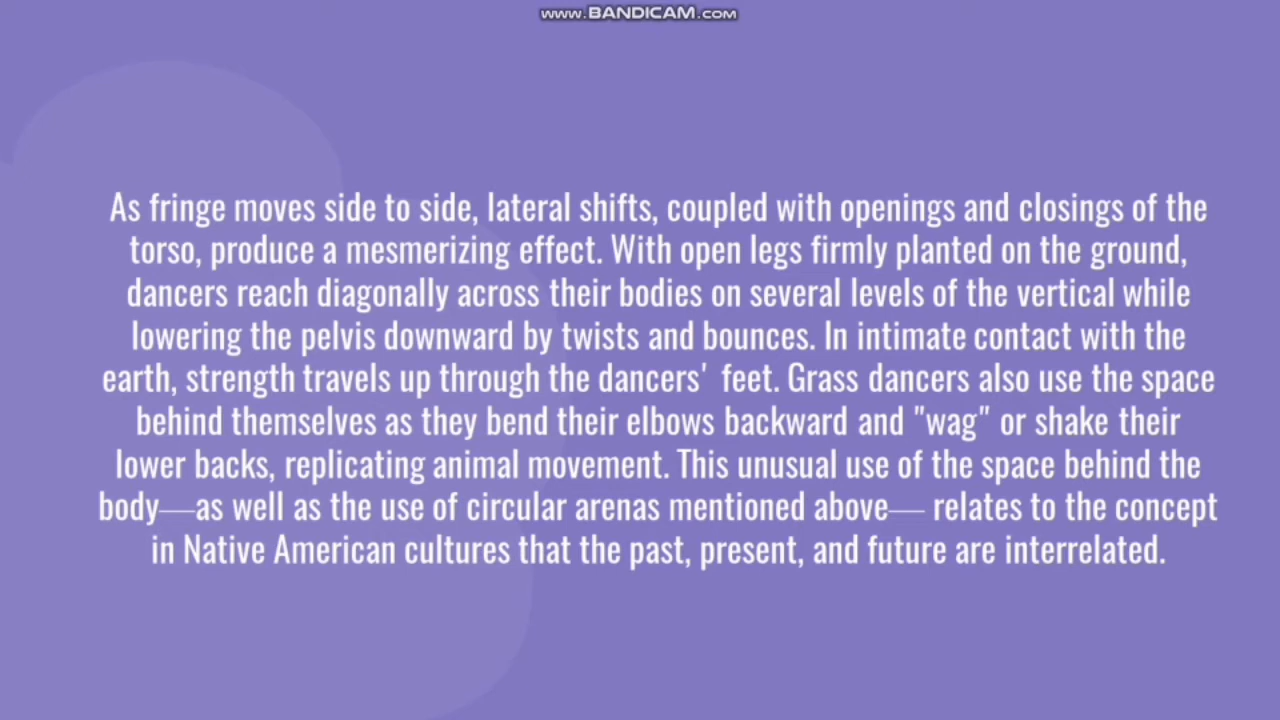 www.BANDICAM.com
As fringe moves side to side, lateral shifts, coupled with openings and closings of the
torso, produce a mesmerizing effect. With open legs firmly planted on the ground,
dancers reach diagonally across their bodies on several levels of the vertical while
lowering the pelvis downward by twists and bounces. In intimate contact with the
earth, strength travels up through the dancers' feet. Grass dancers also use the space
behind themselves as they bend their elbows backward and "wag" or shake their
lower backs, replicating animal movement. This unusual use of the space behind the
body—as well as the use of circular arenas mentioned above— relates to the concept
in Native American cultures that the past, present, and future are interrelated.